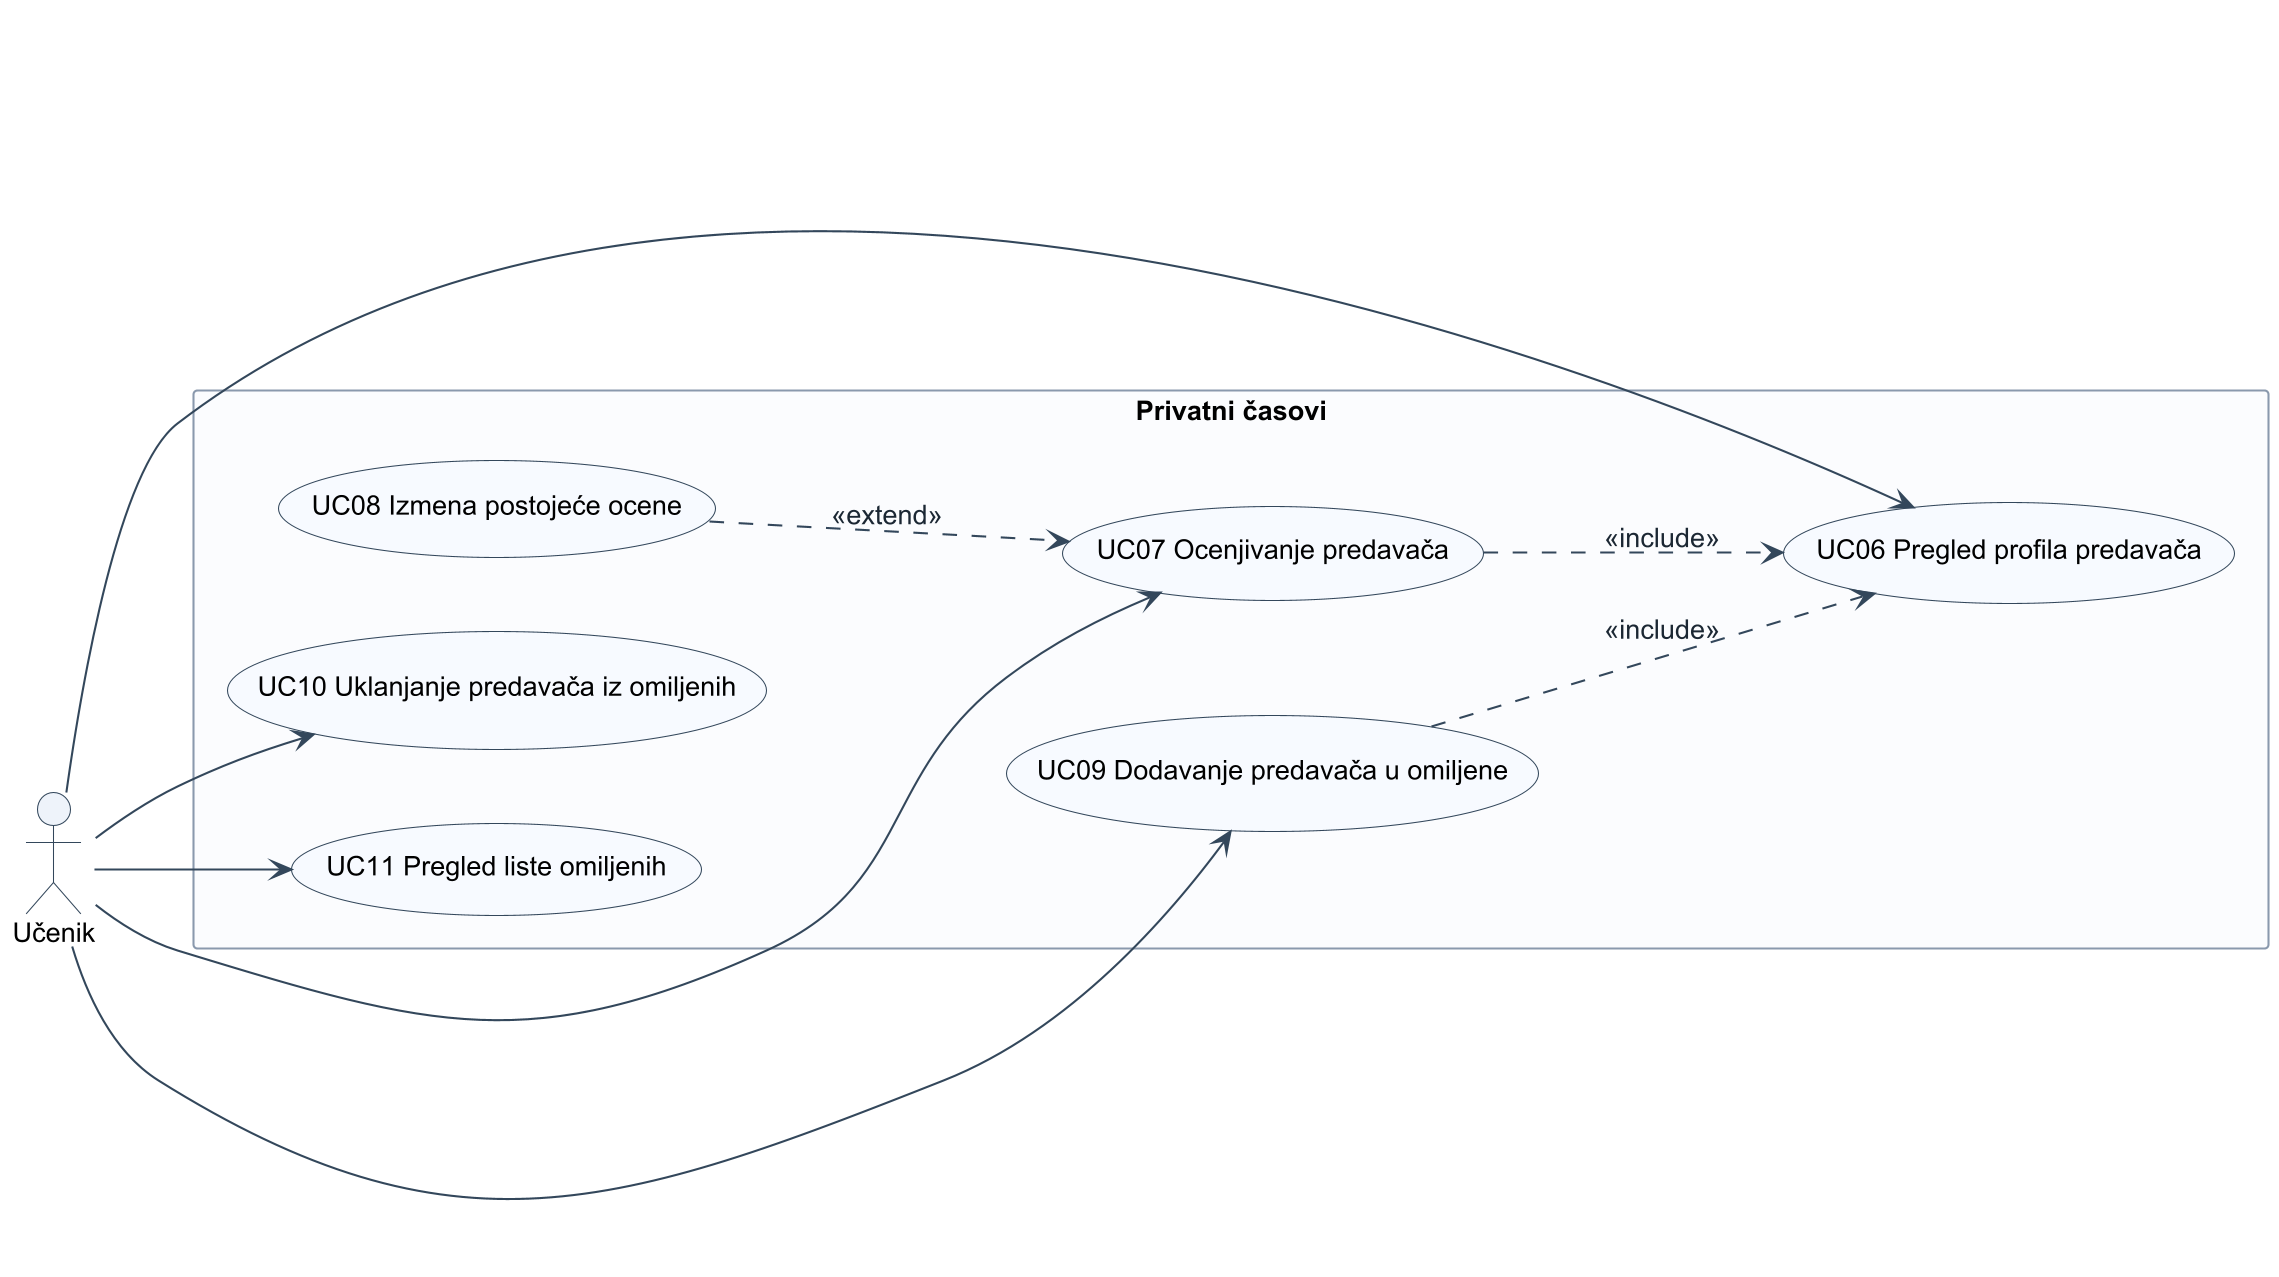 Privatni časovi
UC08 Izmena postojeće ocene
«extend»
UC07 Ocenjivanje predavača
«include»
UC06 Pregled profila predavača
«include»
UC10 Uklanjanje predavača iz omiljenih
UC09 Dodavanje predavača u omiljene
UC11 Pregled liste omiljenih
Učenik